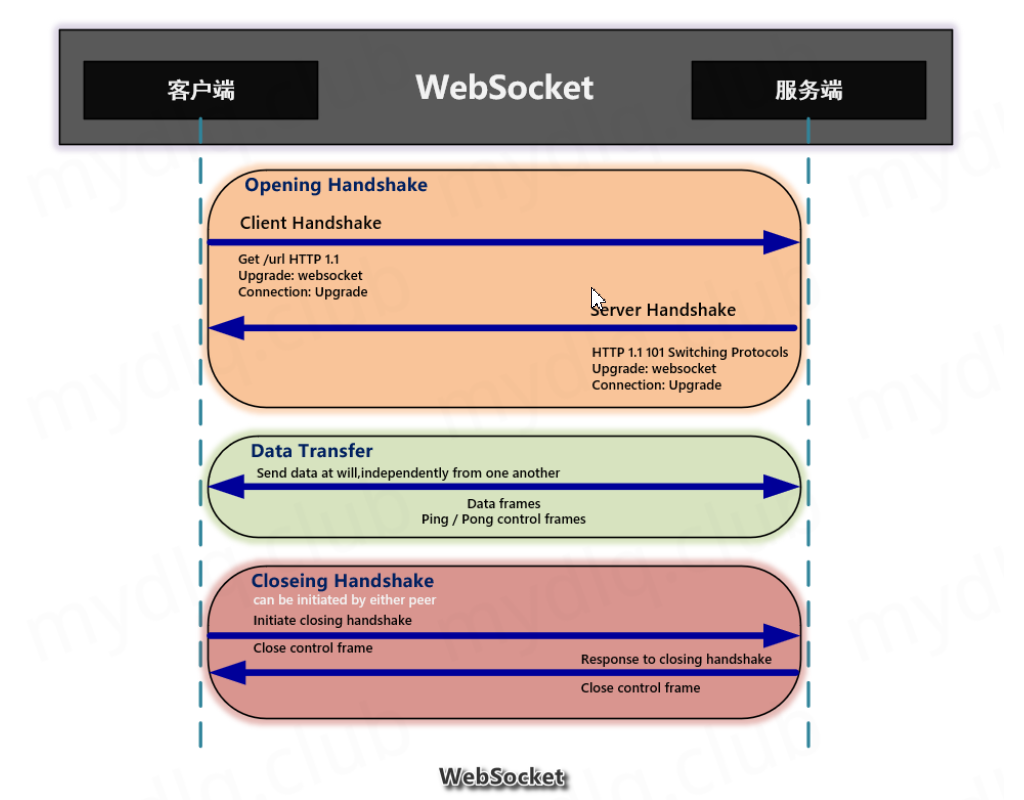 客户端
WebSocket
服务端
Opening Handshake
Client Handshake
Get /url HTTP 1.1
Upgrade: websocket
Connection: Upgrade
Server Handshake
HTTP 1.1 101 Switching Protocols
Upgrade: websocket
Connection: Upgrade
Data Transfer
Send data at will,independently from one another
Data frames
Ping / Pong control frames
Closeing Handshake
can be initiated by either peer
Initiate closing handshake
Close control frame
Response to closing handshake
Close control frame
WebSocket
mydlq.club